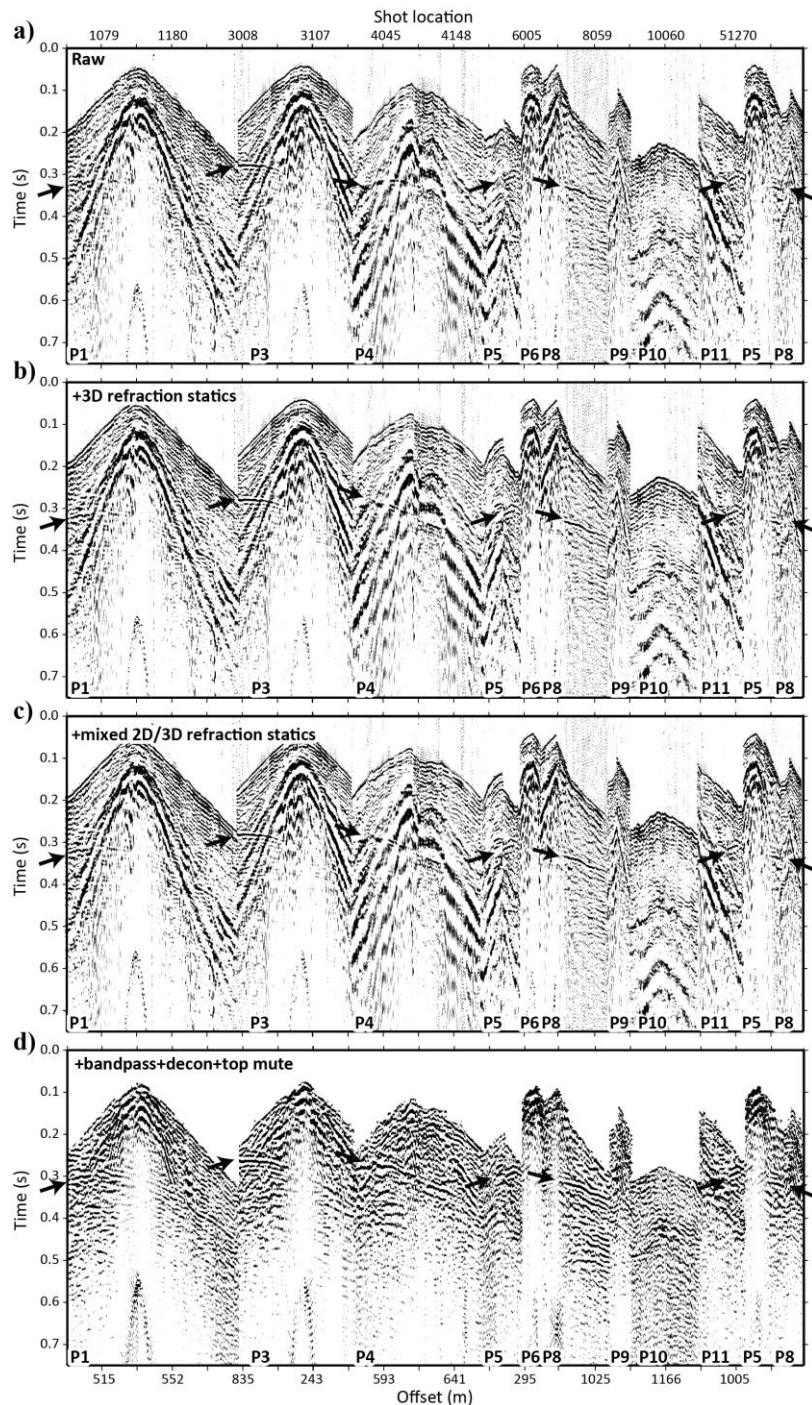 Shot location
1079 1180 3008 3107 4045 4148 6005 8059 10060 51270
a)
Raw
0.0
0.1
0.2
0.3
0.4
0.5
0.6
0.7
Time (s)
P1 P3 P4 P5 P6 P8 P9 P10 P11 P5 P8
b)
+3D refraction statics
0.0
0.1
0.2
0.3
0.4
0.5
0.6
0.7
Time (s)
P1 P3 P4 P5 P6 P8 P9 P10 P11 P5 P8
c)
+mixed 2D/3D refraction statics
0.0
0.1
0.2
0.3
0.4
0.5
0.6
0.7
Time (s)
P1 P3 P4 P5 P6 P8 P9 P10 P11 P5 P8
d)
+bandpass+decon+top mute
0.0
0.1
0.2
0.3
0.4
0.5
0.6
0.7
Time (s)
P1 P3 P4 P5 P6 P8 P9 P10 P11 P5 P8
515 552 835 243 593 641 295 1025 1166 1005
Offset (m)